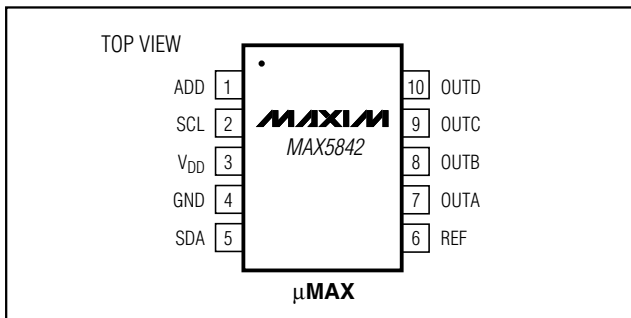 TOP VIEW
ADD 1
SCL 2
VDD 3
GND 4
SDA 5
MAXIM
MAX5842
10 OUTD
9 OUTC
8 OUTB
7 OUTA
6 REF
μMAX